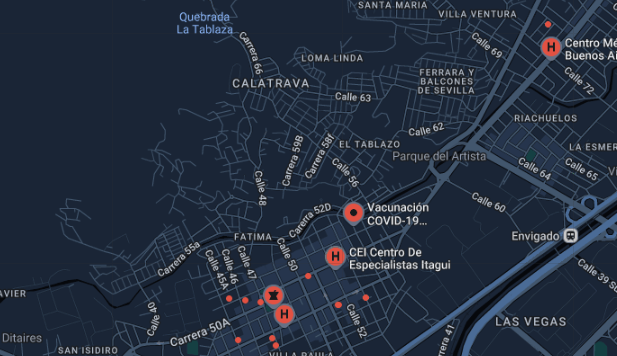 SANTA MARIA
VILLA VENTURA
Quebrada
La Tablaza
Carrera 66
Calle 69
Centro Mé
Buenos Ai
LOMA LINDA
FERRARA Y
BALCONES
DE SEVILLA
Calle 72
CALATRAVA
Calle 63
RIACHUELOS
Calle 62
Carrera 59B
Carrera 58f
EL TABLAZO
Parque del Artista
LA ESMER
Calle 56
Calle 64
Calle 65
Calle 48
Calle 60
Carrera 52D
Vacunación
COVID-19...
FATIMA
Envigado
Calle 50
CEI Centro De
Especialistas Itagui
Carrera 55a
Calle 47
Calle 46
Calle 45A
Calle 39 Su
AVIER
Calle 40
Ditaires
Carrera 50A
Calle 52
LAS VEGAS
Carrera 41
SAN ISIDRO
VILLA PAULA